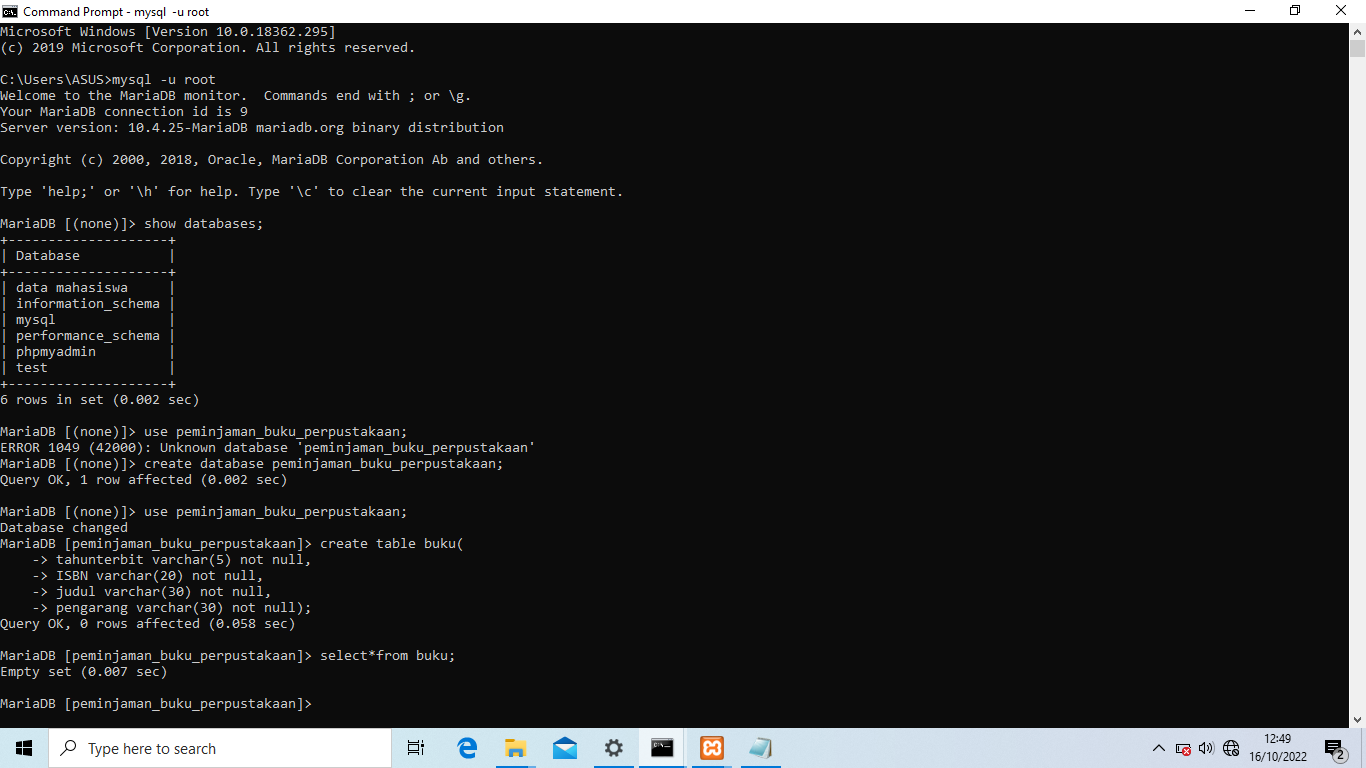 Command Prompt - mysql  -u root
Microsoft Windows [Version 10.0.18362.295]
(c) 2019 Microsoft Corporation. All rights reserved.

C:\Users\ASUS>mysql -u root
Welcome to the MariaDB monitor.  Commands end with ; or \g.
Your MariaDB connection id is 9
Server version: 10.4.25-MariaDB mariadb.org binary distribution

Copyright (c) 2000, 2018, Oracle, MariaDB Corporation Ab and others.

Type 'help;' or '\h' for help. Type '\c' to clear the current input statement.

MariaDB [(none)]> show databases;
+--------------------+
| Database           |
+--------------------+
| data mahasiswa     |
| information_schema |
| mysql              |
| performance_schema |
| phpmyadmin         |
| test               |
+--------------------+
6 rows in set (0.002 sec)

MariaDB [(none)]> use peminjaman_buku_perpustakaan;
ERROR 1049 (42000): Unknown database 'peminjaman_buku_perpustakaan'
MariaDB [(none)]> create database peminjaman_buku_perpustakaan;
Query OK, 1 row affected (0.002 sec)

MariaDB [(none)]> use peminjaman_buku_perpustakaan;
Database changed
MariaDB [peminjaman_buku_perpustakaan]> create table buku(
    -> tahunterbit varchar(5) not null,
    -> ISBN varchar(20) not null,
    -> judul varchar(30) not null,
    -> pengarang varchar(30) not null);
Query OK, 0 rows affected (0.058 sec)

MariaDB [peminjaman_buku_perpustakaan]> select*from buku;
Empty set (0.007 sec)

MariaDB [peminjaman_buku_perpustakaan]>
Type here to search
12:49
16/10/2022
2